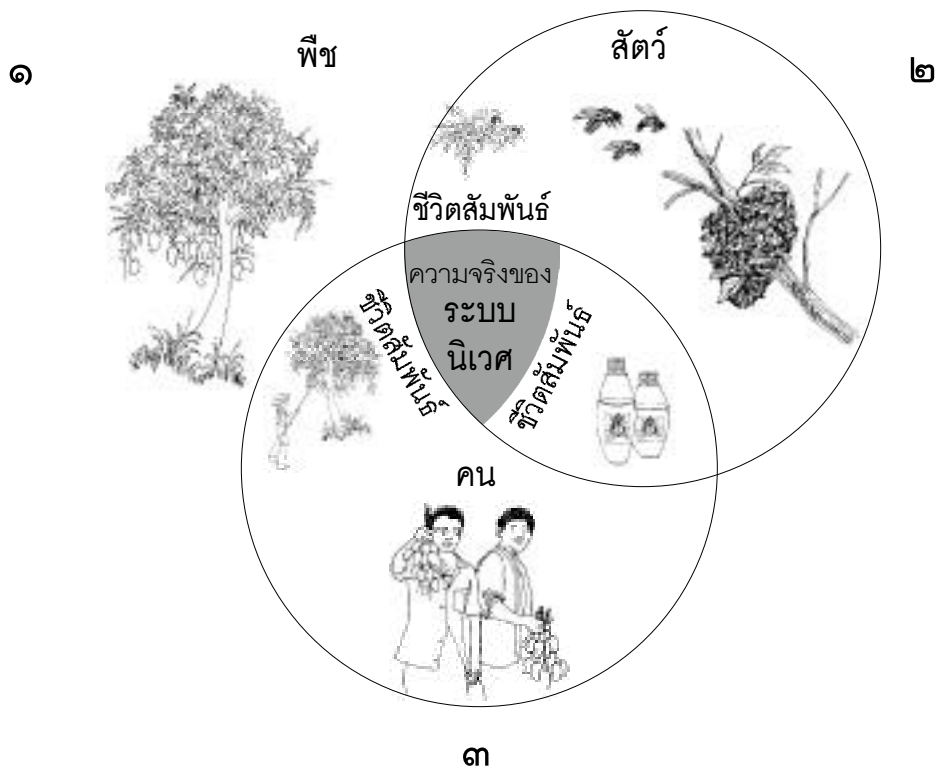 พืช
สัตว์
๑
๒
ชีวิตสัมพันธ์
ความจริงของ
ระบบ
นิเวศ
ชีวิตสัมพันธ์
ชีวิตสัมพันธ์
คน
๓